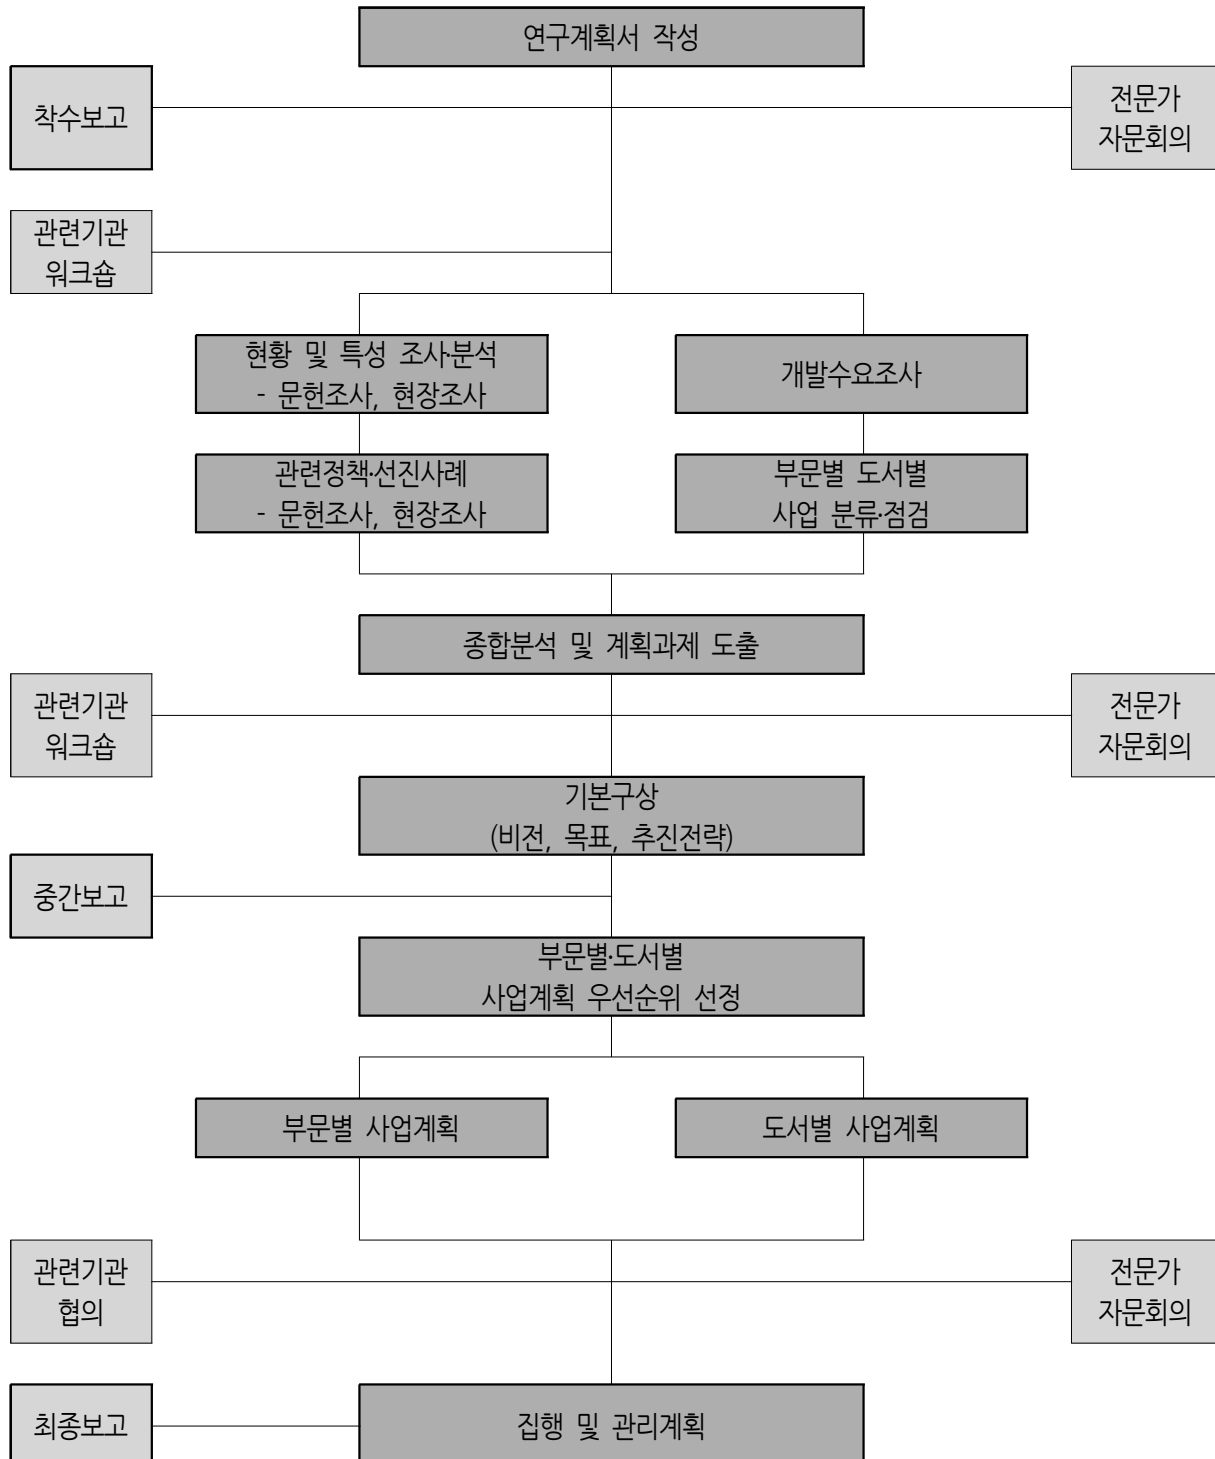 연구계획서 작성
착수보고
전문가
자문회의
관련기관
워크숍
현황 및 특성 조사·분석
- 문헌조사, 현장조사
개발수요조사
관련정책·선진사례
- 문헌조사, 현장조사
부문별 도서별
사업 분류·점검
종합분석 및 계획과제 도출
관련기관
워크숍
전문가
자문회의
기본구상
(비전, 목표, 추진전략)
중간보고
부문별·도서별
사업계획 우선순위 선정
부문별 사업계획
도서별 사업계획
관련기관
협의
전문가
자문회의
최종보고
집행 및 관리계획